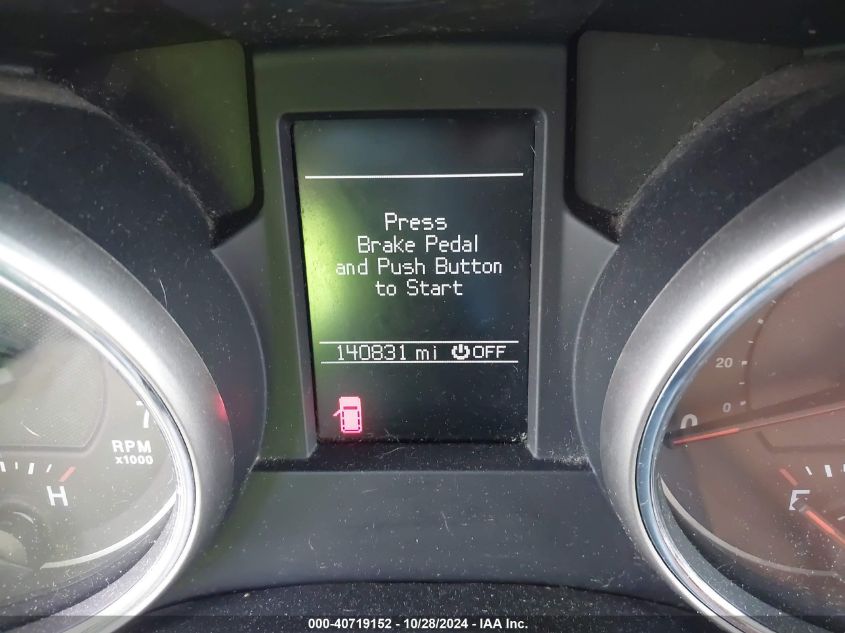 Press
Brake Pedal
and Push Button
to Start
140831 mi OFF
7
RPM
x1000
H
20
0
0
E
000-40719152 - 10/28/2024 - IAA Inc.